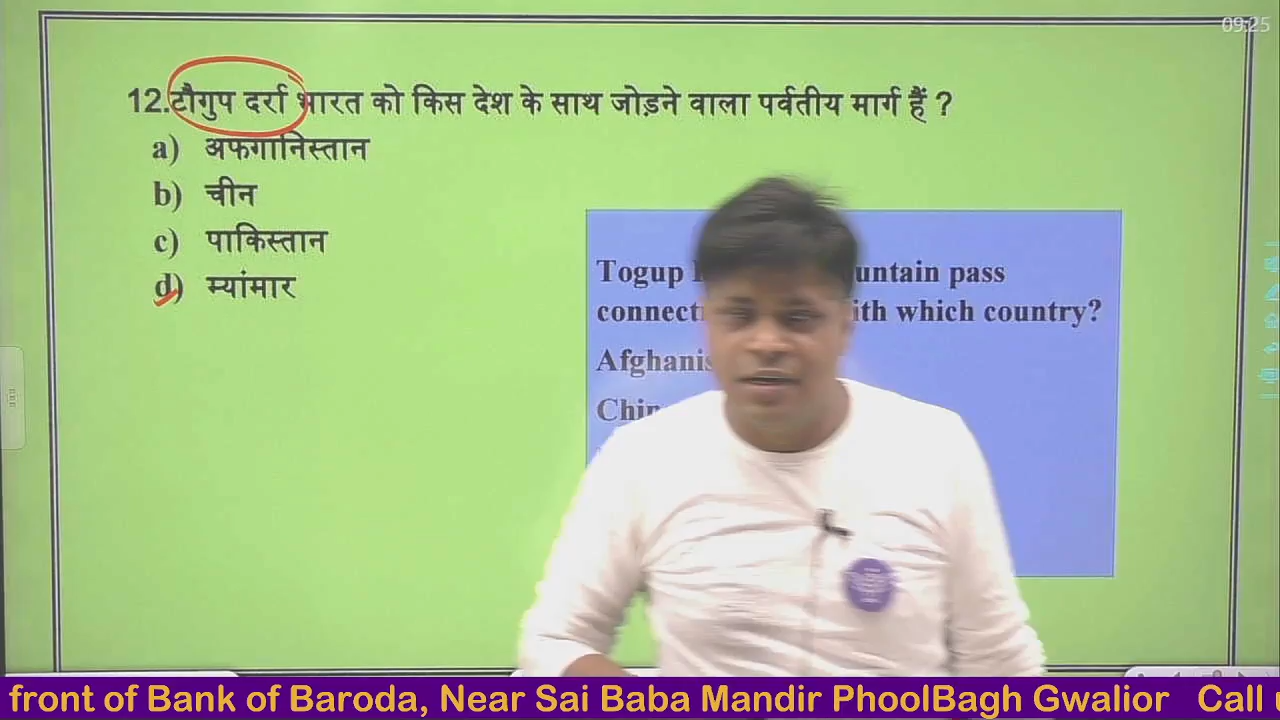 09:25
12.टौगुप दर्रा भारत को किस देश के साथ जोड़ने वाला पर्वतीय मार्ग हैं ?
a) अफगानिस्तान
b) चीन
c) पाकिस्तान
d) म्यांमार
Togup untain pass
connect ith which country?
Afghanis
Chin
front of Bank of Baroda, Near Sai Baba Mandir PhoolBagh Gwalior Call